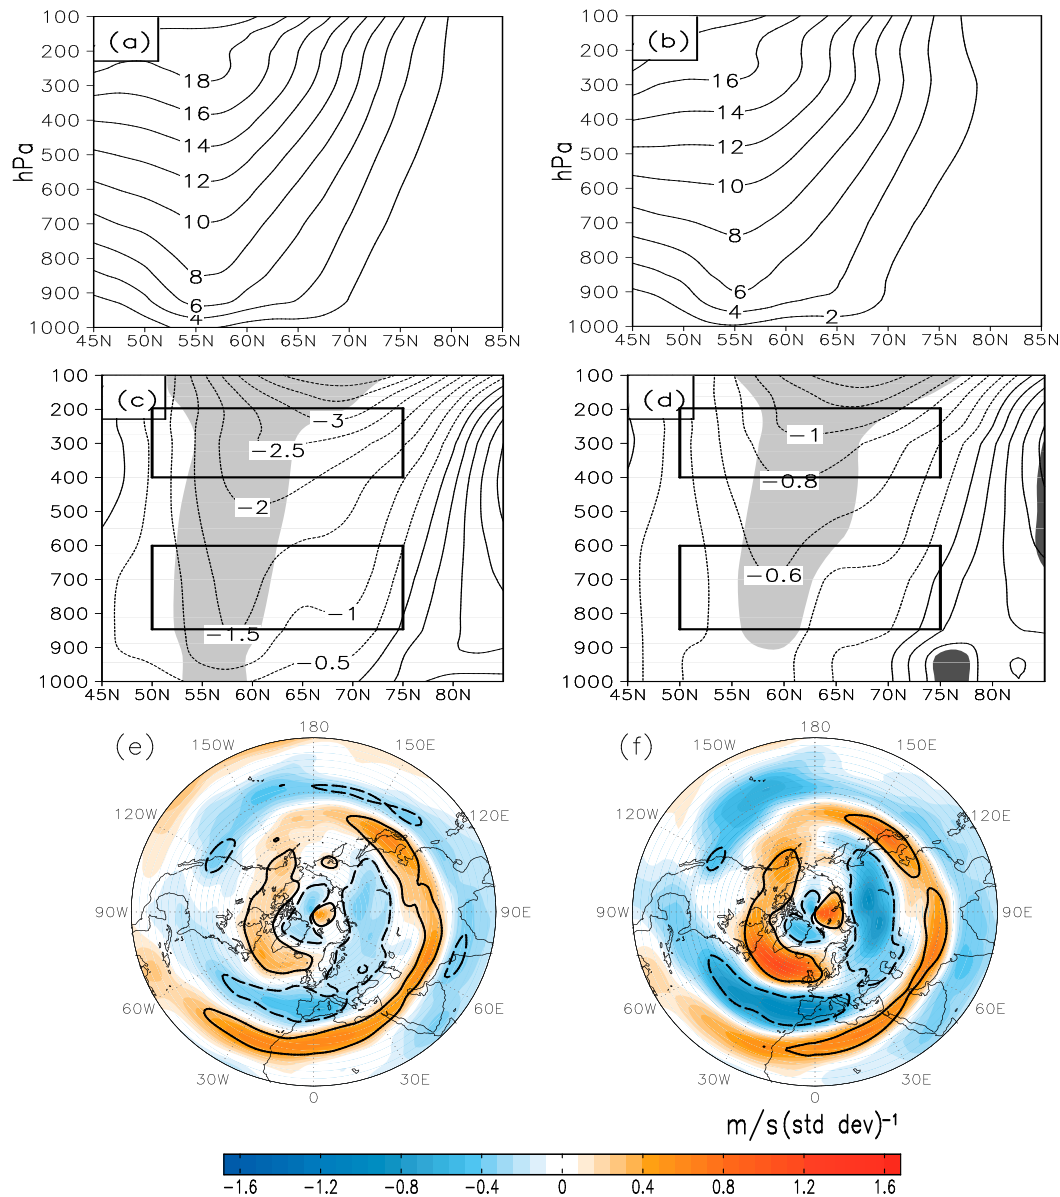 (a)
(b)
hPa
100
200
300
400
500
600
700
800
900
1000
18
16
14
12
10
8
6
4
45N 50N 55N 60N 65N 70N 75N 80N 85N
hPa
100
200
300
400
500
600
700
800
900
1000
16
14
12
10
8
6
4
2
45N 50N 55N 60N 65N 70N 75N 80N 85N
(c)
100
200
300
400
500
600
700
800
900
1000
-3
-2.5
-2
-1
-1.5
-0.5
45N 50N 55N 60N 65N 70N 75N 80N
(d)
100
200
300
400
500
600
700
800
900
1000
-1
-0.8
-0.6
45N 50N 55N 60N 65N 70N 75N 80N
(e)
180
150W
150E
120W
120E
90W
90E
60W
60E
30W
30E
0
(f)
180
150W
150E
120W
120E
90W
90E
60W
60E
30W
30E
0
m/s(std dev)⁻¹
-1.6 -1.2 -0.8 -0.4 0 0.4 0.8 1.2 1.6